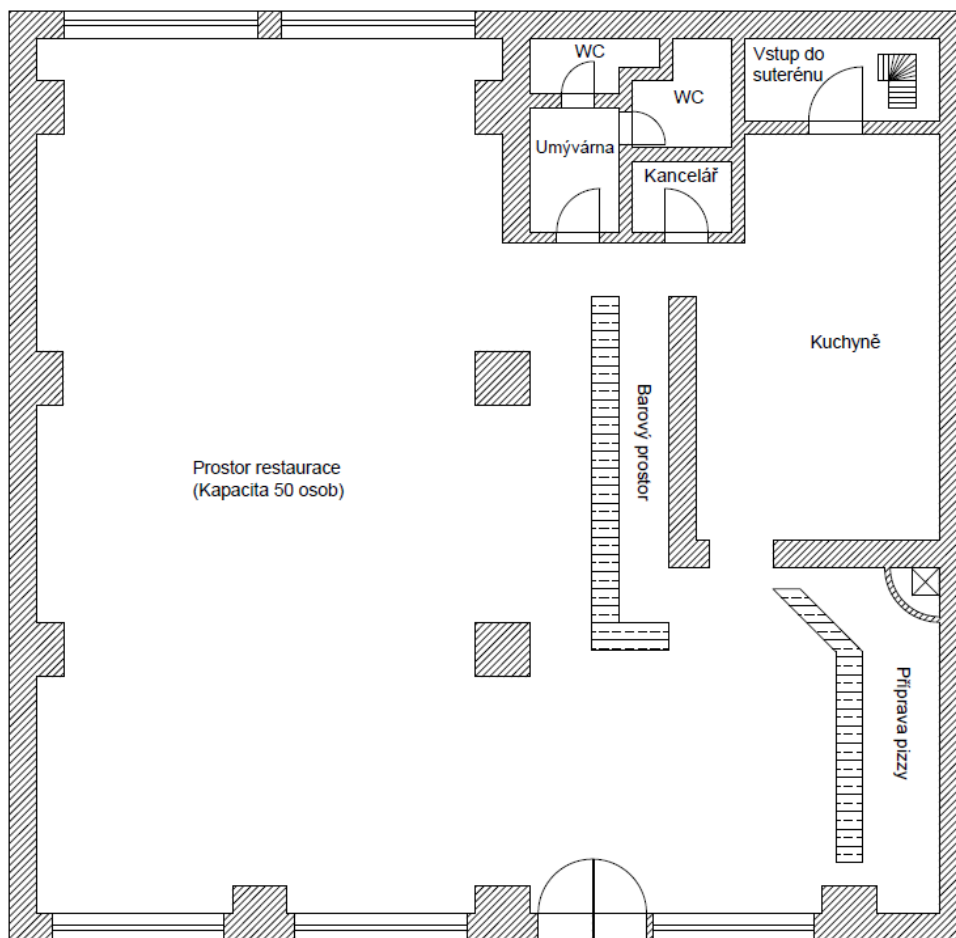 WC
Vstup do
suterénu
WC
Umývárna
Kancelář
Kuchyně
Barový prostor
Prostor restaurace
(Kapacita 50 osob)
Příprava pizzy